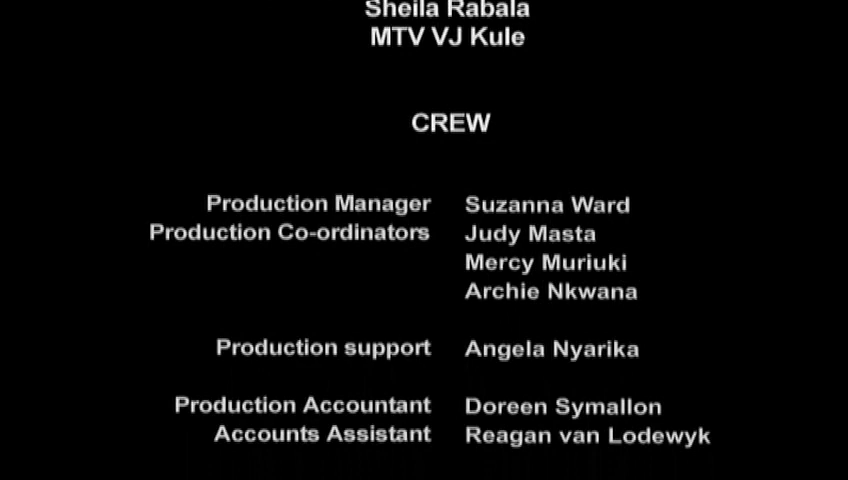 Sheila Rabala
MTV VJ Kule
CREW
Production Manager Suzanna Ward
Production Co-ordinators Judy Masta
Mercy Muriuki
Archie Nkwana
Production support Angela Nyarika
Production Accountant Doreen Symallon
Accounts Assistant Reagan van Lodewyk